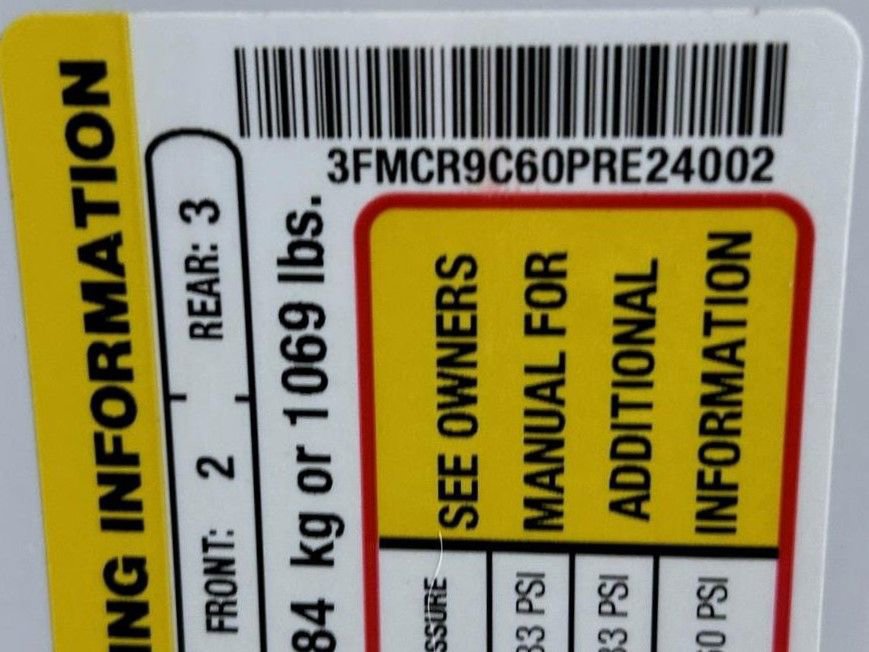 3FMCR9C60PRE24002
ING INFORMATION
FRONT: 2 REAR: 3
84 kg or 1069 lbs.
SSURE SEE OWNERS
33 PSI MANUAL FOR
33 PSI ADDITIONAL
60 PSI INFORMATION